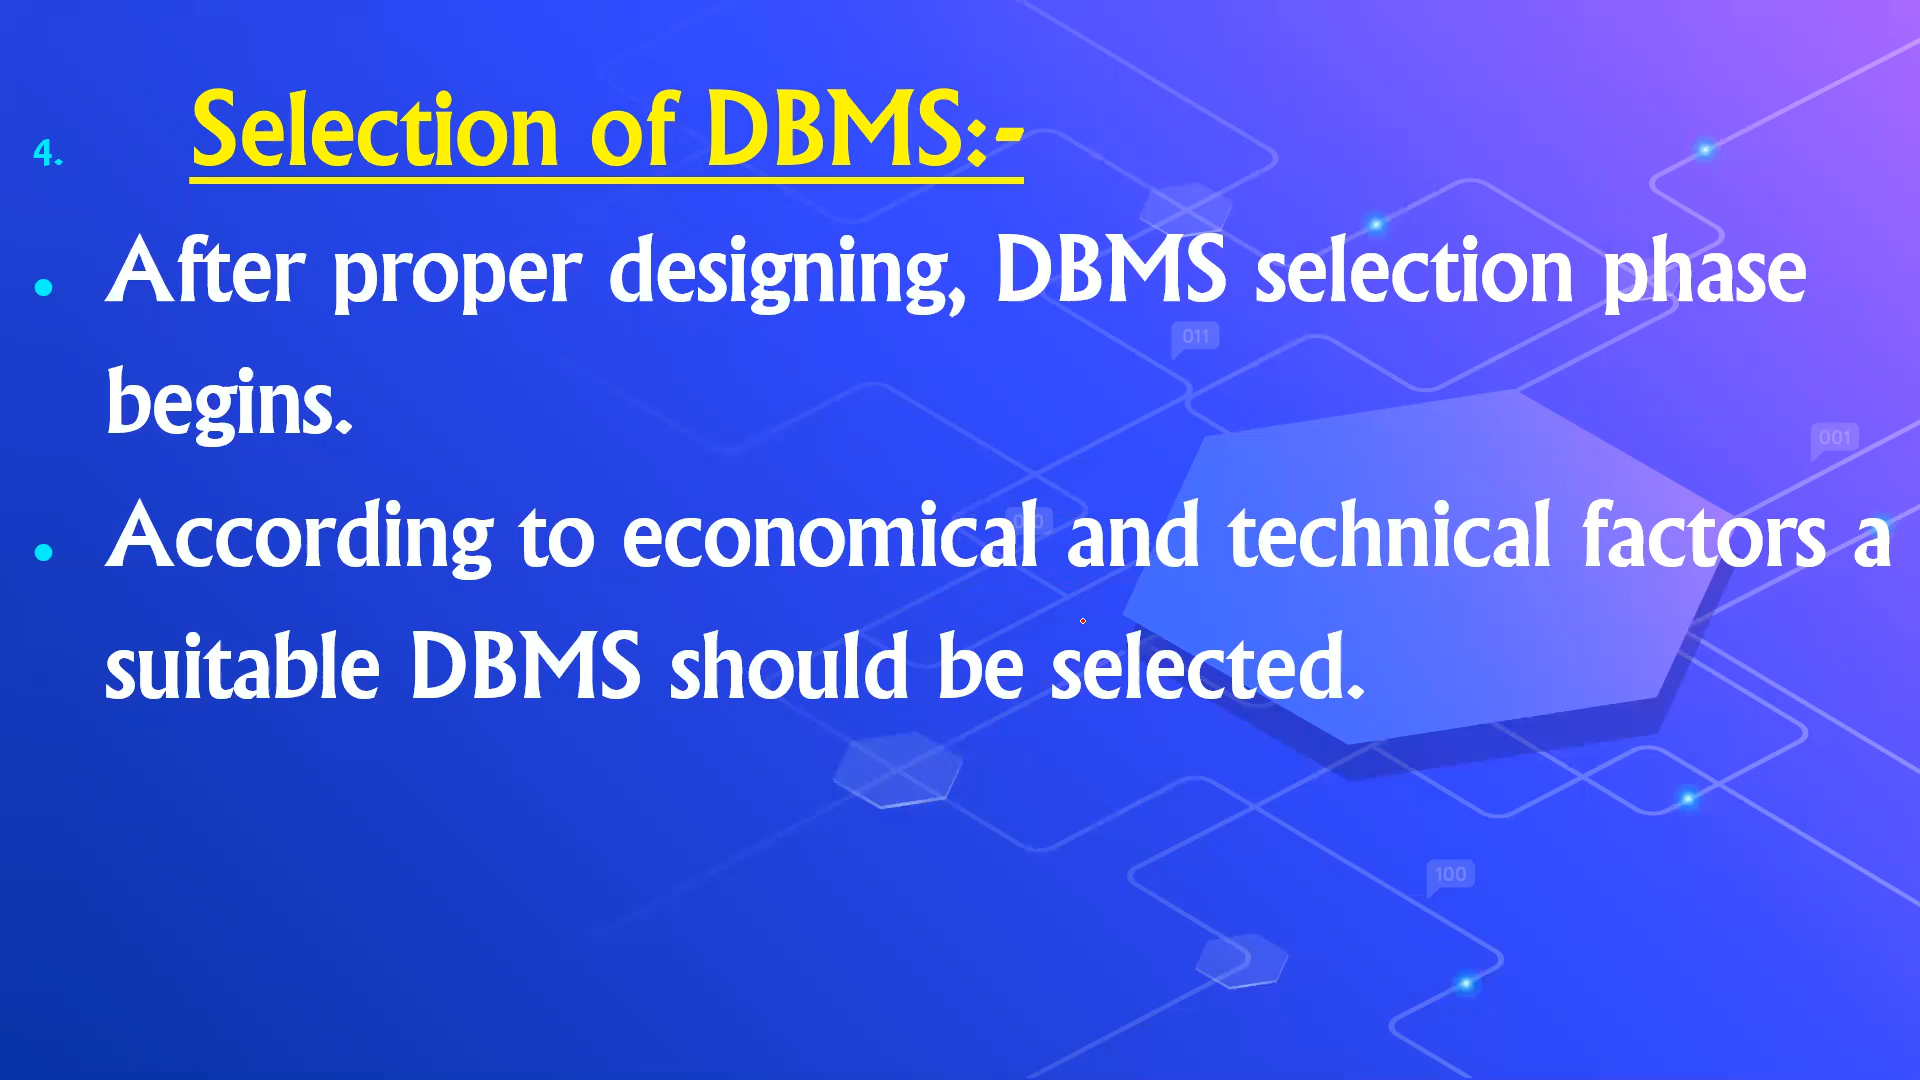 4. Selection of DBMS:-
• After proper designing, DBMS selection phase
begins.
• According to economical and technical factors a
suitable DBMS should be selected.
011
001
100